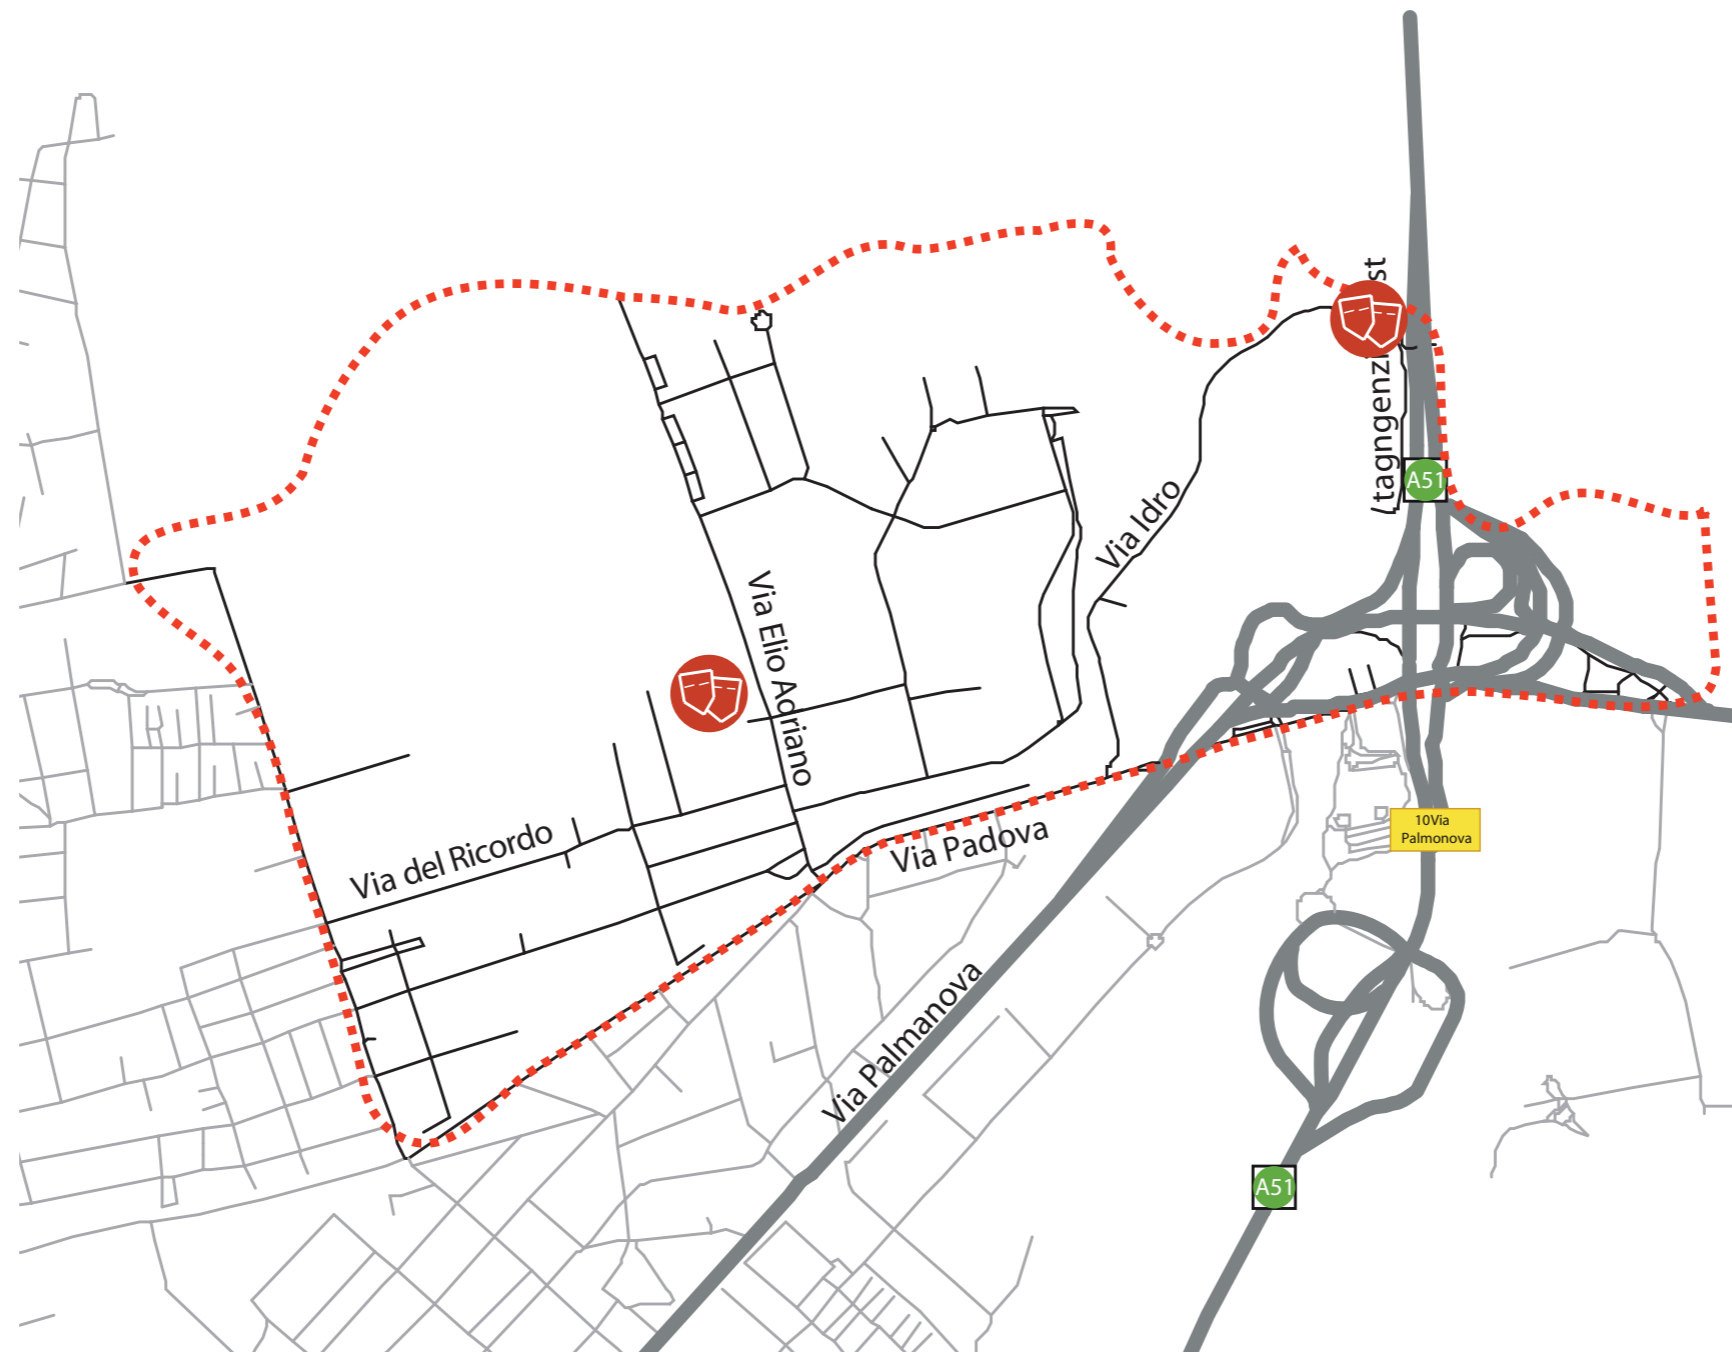 A51
Via Idro
Via Elio Adriano
Via del Ricordo
Via Padova
10Via
Palmonova
Via Palmanova
A51